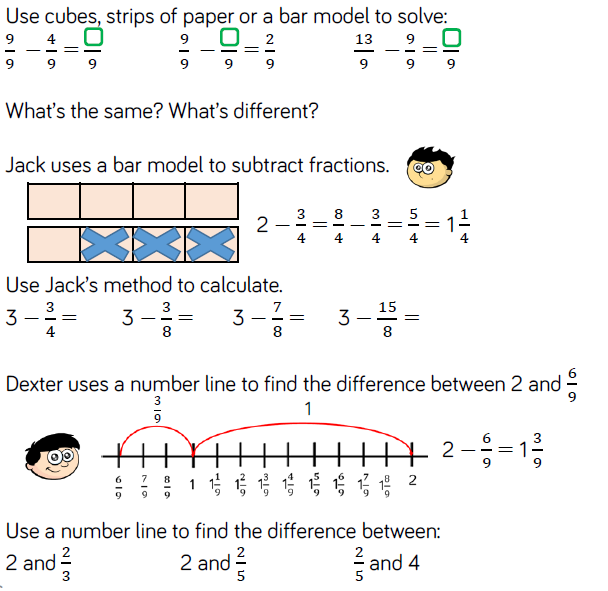 Use cubes, strips of paper or a bar model to solve:
9/9 − 4/9 = □/9 9/9 − □/9 = 2/9 13/9 − 9/9 = □/9
What's the same? What's different?
Jack uses a bar model to subtract fractions.
2 − 3/4 = 8/4 − 3/4 = 5/4 = 1 1/4
Use Jack's method to calculate.
3 − 3/4 = 3 − 3/8 = 3 − 7/8 = 3 − 15/8 =
Dexter uses a number line to find the difference between 2 and 6/9
3/9 1
2 − 6/9 = 1 3/9
6/9 7/9 8/9 1 1 1/9 1 2/9 1 3/9 1 4/9 1 5/9 1 6/9 1 7/9 1 8/9 2
Use a number line to find the difference between:
2 and 2/3 2 and 2/5 2/5 and 4